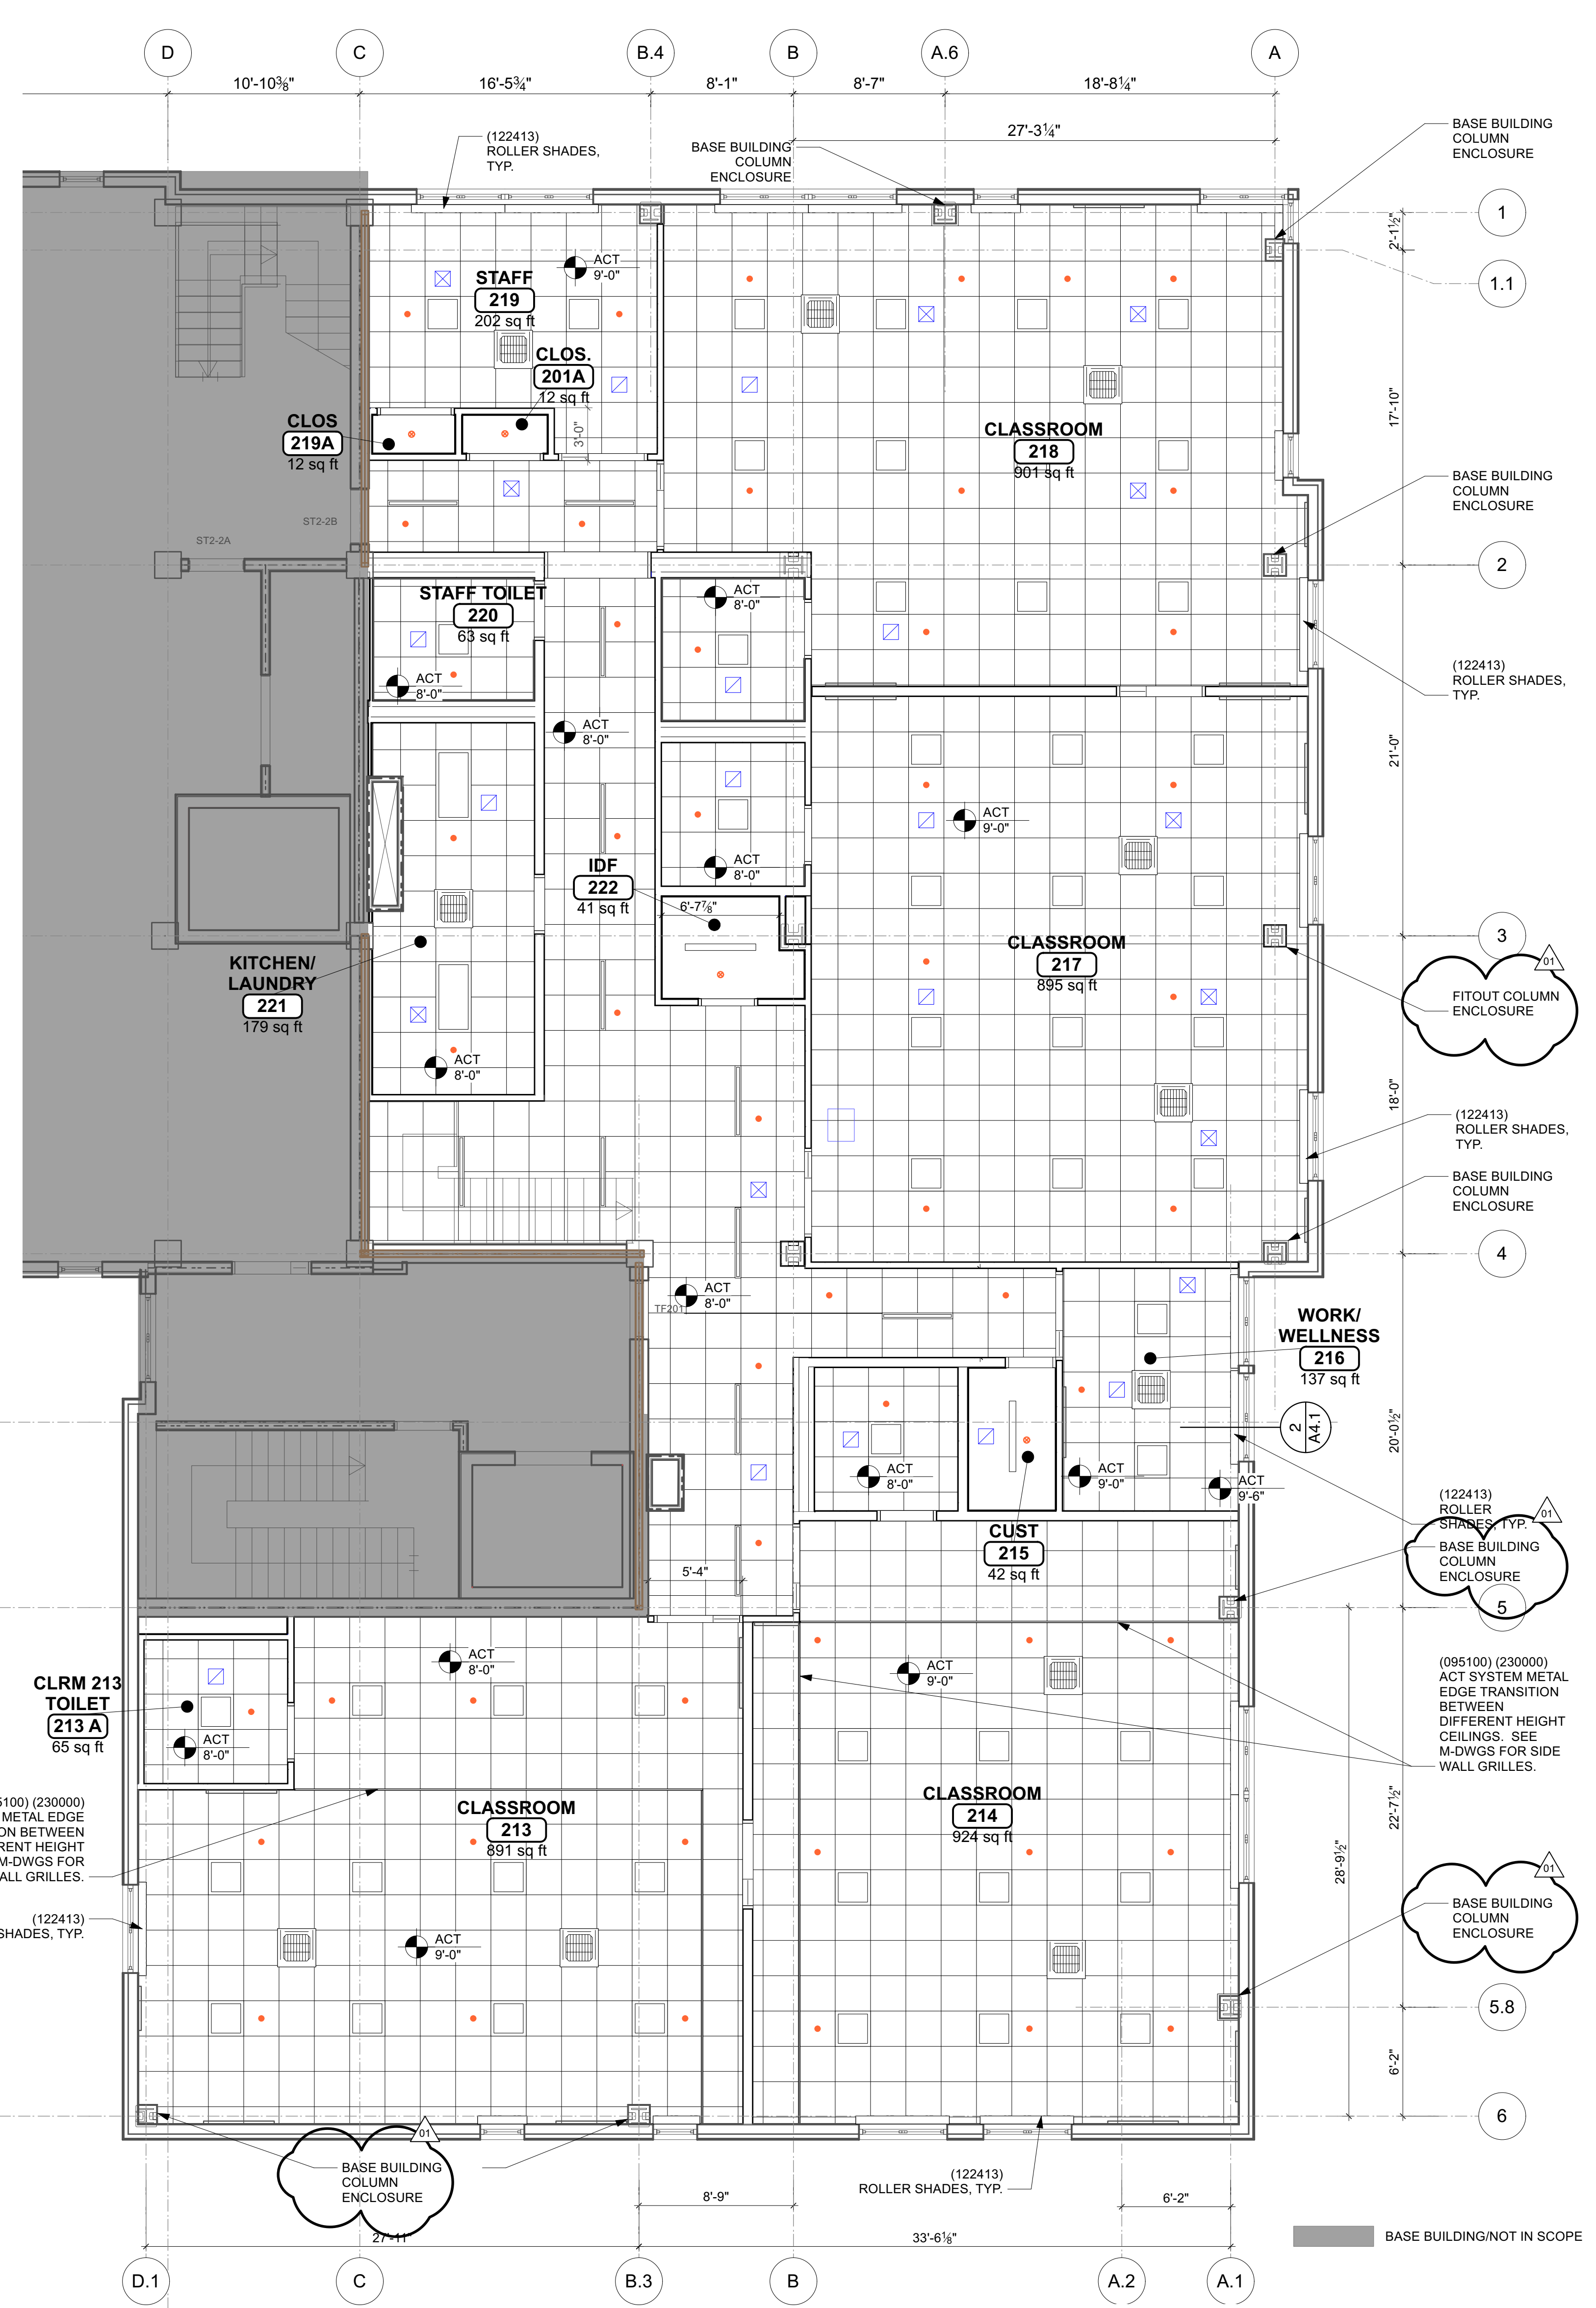 D
C
B.4
B
A.6
A
10'-10⅜"
16'-5¾"
8'-1"
8'-7"
18'-8¼"
27'-3¼"
(122413)
ROLLER SHADES,
TYP.
BASE BUILDING
COLUMN
ENCLOSURE
BASE BUILDING
COLUMN
ENCLOSURE
1
2'-1½"
1.1
STAFF
219
202 sq ft
ACT
9'-0"
CLOS.
201A
12 sq ft
CLOS
219A
12 sq ft
3'-0"
17'-10"
CLASSROOM
218
901 sq ft
BASE BUILDING
COLUMN
ENCLOSURE
ST2-2B
ST2-2A
2
STAFF TOILET
220
63 sq ft
ACT
8'-0"
ACT
8'-0"
(122413)
ROLLER SHADES,
TYP.
ACT
8'-0"
21'-0"
ACT
9'-0"
ACT
8'-0"
IDF
222
41 sq ft
6'-7⅞"
KITCHEN/
LAUNDRY
221
179 sq ft
CLASSROOM
217
895 sq ft
3
01
FITOUT COLUMN
ENCLOSURE
ACT
8'-0"
18'-0"
(122413)
ROLLER SHADES,
TYP.
BASE BUILDING
COLUMN
ENCLOSURE
4
ACT
8'-0"
TF201
WORK/
WELLNESS
216
137 sq ft
2
A4.1
20'-0½"
ACT
8'-0"
ACT
9'-0"
ACT
9'-6"
(122413)
ROLLER
SHADES, TYP.
01
BASE BUILDING
COLUMN
ENCLOSURE
CUST
215
42 sq ft
5'-4"
5
ACT
8'-0"
ACT
9'-0"
(095100) (230000)
ACT SYSTEM METAL
EDGE TRANSITION
BETWEEN
DIFFERENT HEIGHT
CEILINGS. SEE
M-DWGS FOR SIDE
WALL GRILLES.
CLRM 213
TOILET
213 A
65 sq ft
ACT
8'-0"
5100) (230000)
METAL EDGE
ON BETWEEN
RENT HEIGHT
M-DWGS FOR
ALL GRILLES.
CLASSROOM
213
891 sq ft
CLASSROOM
214
924 sq ft
22'-7½"
28'-9½"
(122413)
SHADES, TYP.
ACT
9'-0"
01
BASE BUILDING
COLUMN
ENCLOSURE
5.8
6'-2"
6
01
BASE BUILDING
COLUMN
ENCLOSURE
(122413)
ROLLER SHADES, TYP.
8'-9"
6'-2"
27'-11"
33'-6⅛"
BASE BUILDING/NOT IN SCOPE
D.1
C
B.3
B
A.2
A.1